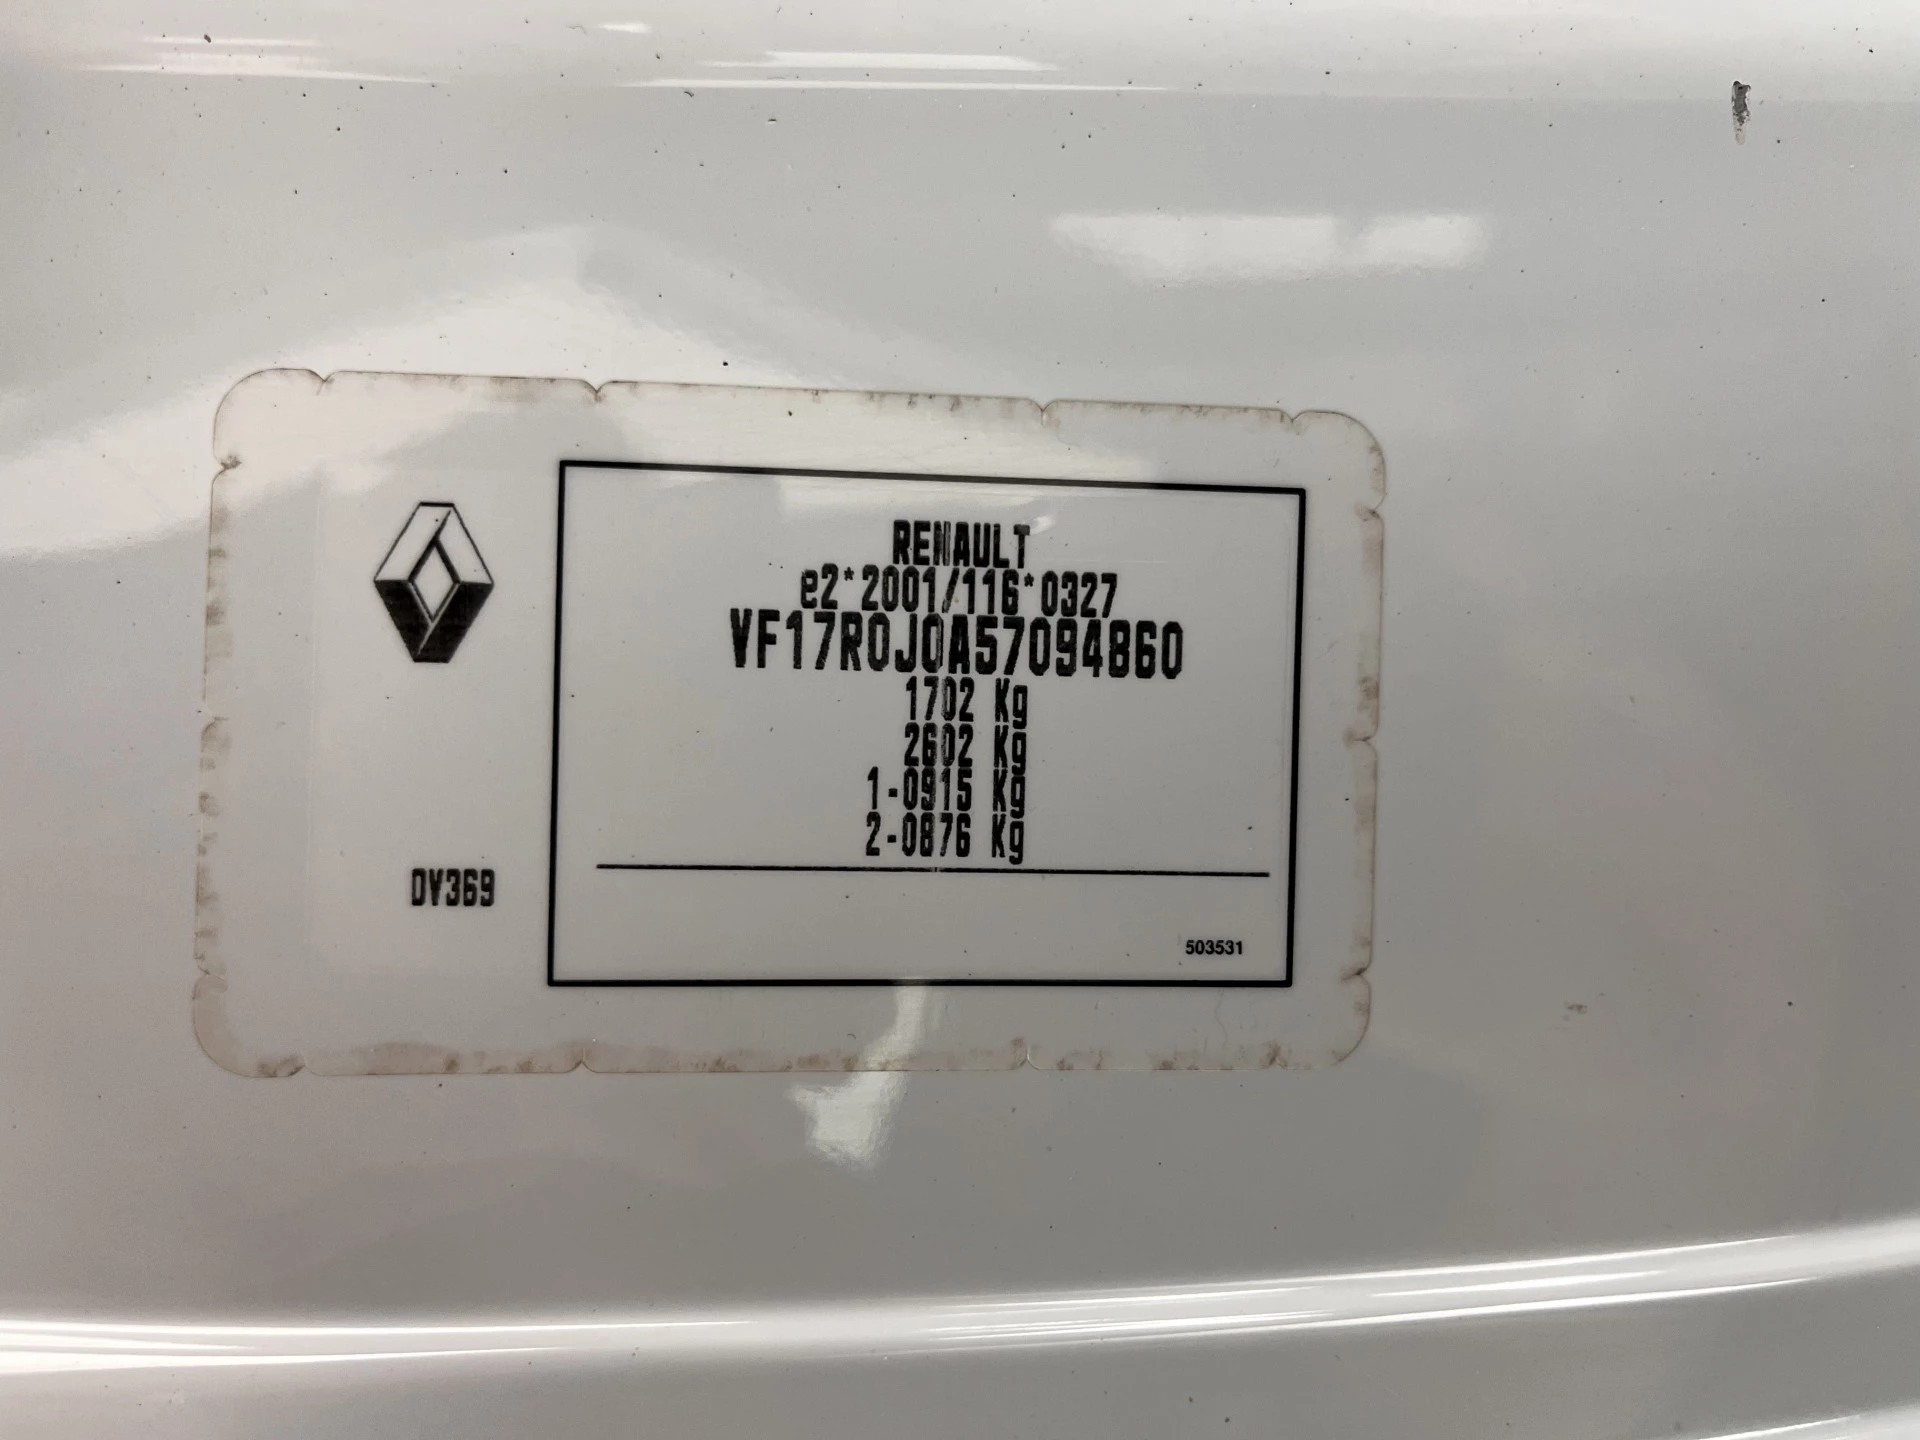 RENAULT
e2*2001/116*0327
VF17R0J0A57094860
1702 Kg
2602 Kg
1-0915 Kg
2-0876 Kg
DV369
503531